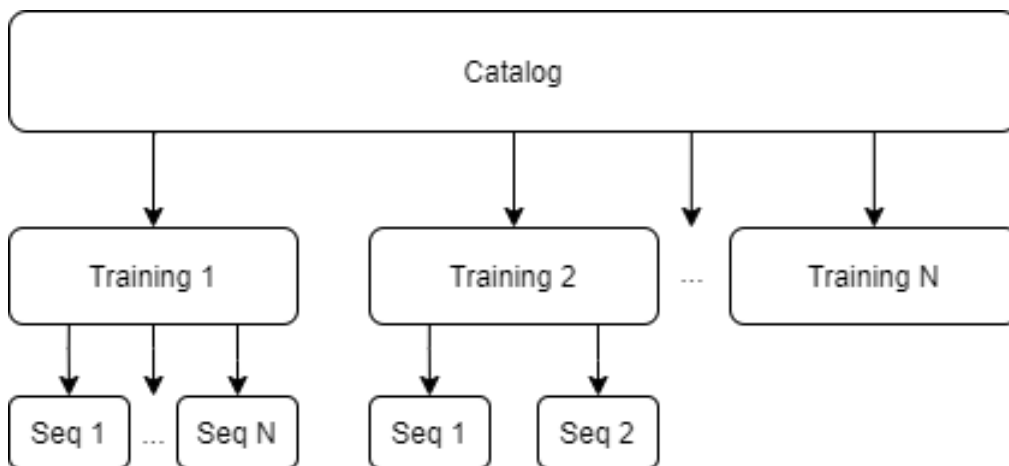 Catalog
Training 1
Training 2
...
Training N
Seq 1
...
Seq N
Seq 1
Seq 2